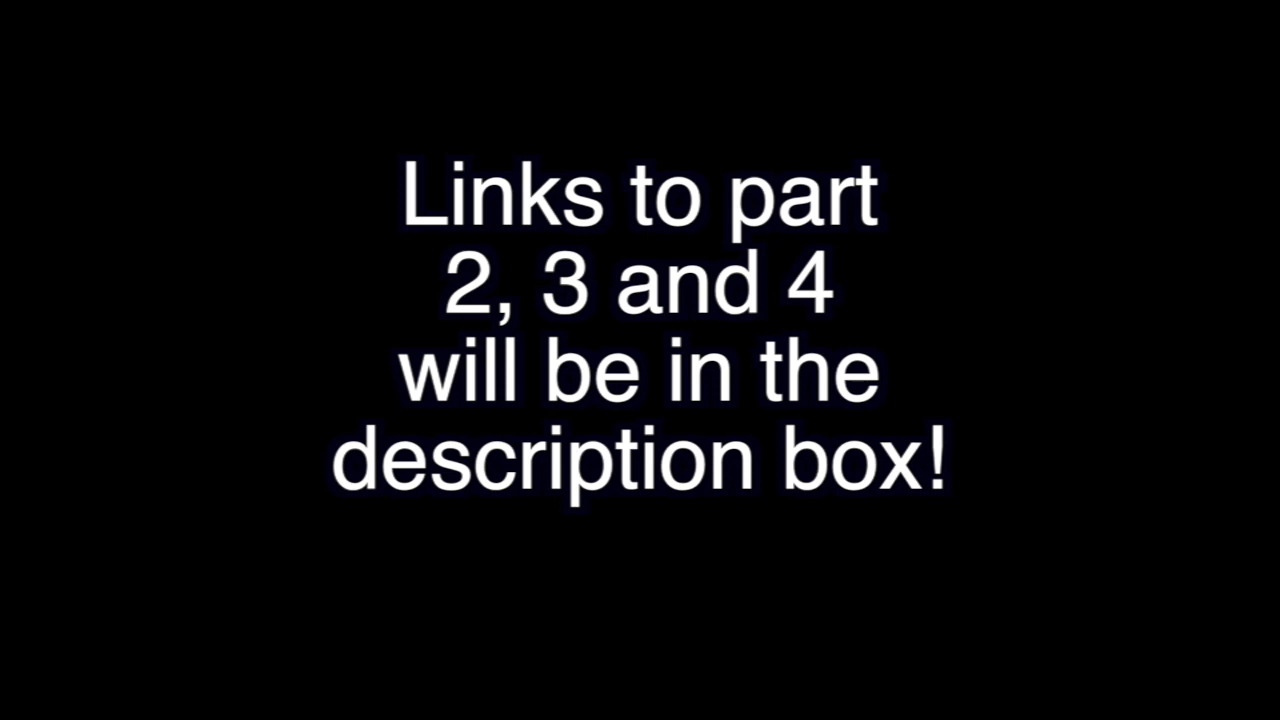 Links to part
2, 3 and 4
will be in the
description box!